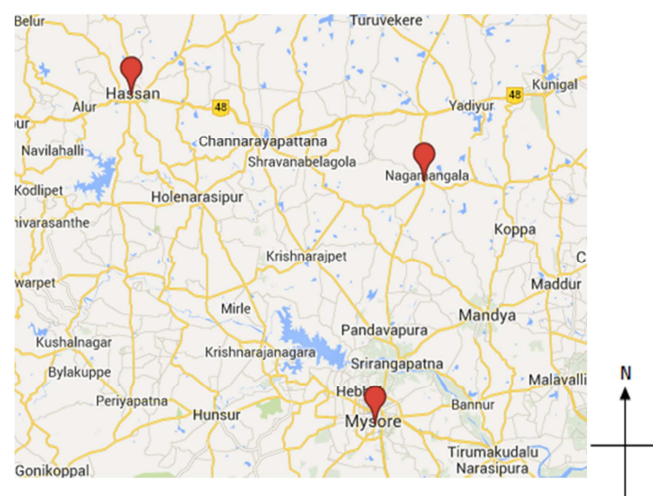 Belur
Turuvekere
Hassan
Alur
48
48
Kunigal
Yadiyur
ur
Channarayapattana
Navilahalli
Shravanabelagola
Nagamangala
Kodlipet
Holenarasipur
nivarasanthe
Koppa
Krishnarajpet
C
warpet
Maddur
Mirle
Mandya
Pandavapura
Kushalnagar
Krishnarajanagara
Srirangapatna
Bylakuppe
Malavalli
N
Periyapatna
Hebb
Bannur
Hunsur
Mysore
Tirumakudalu
Narasipura
Gonikoppal